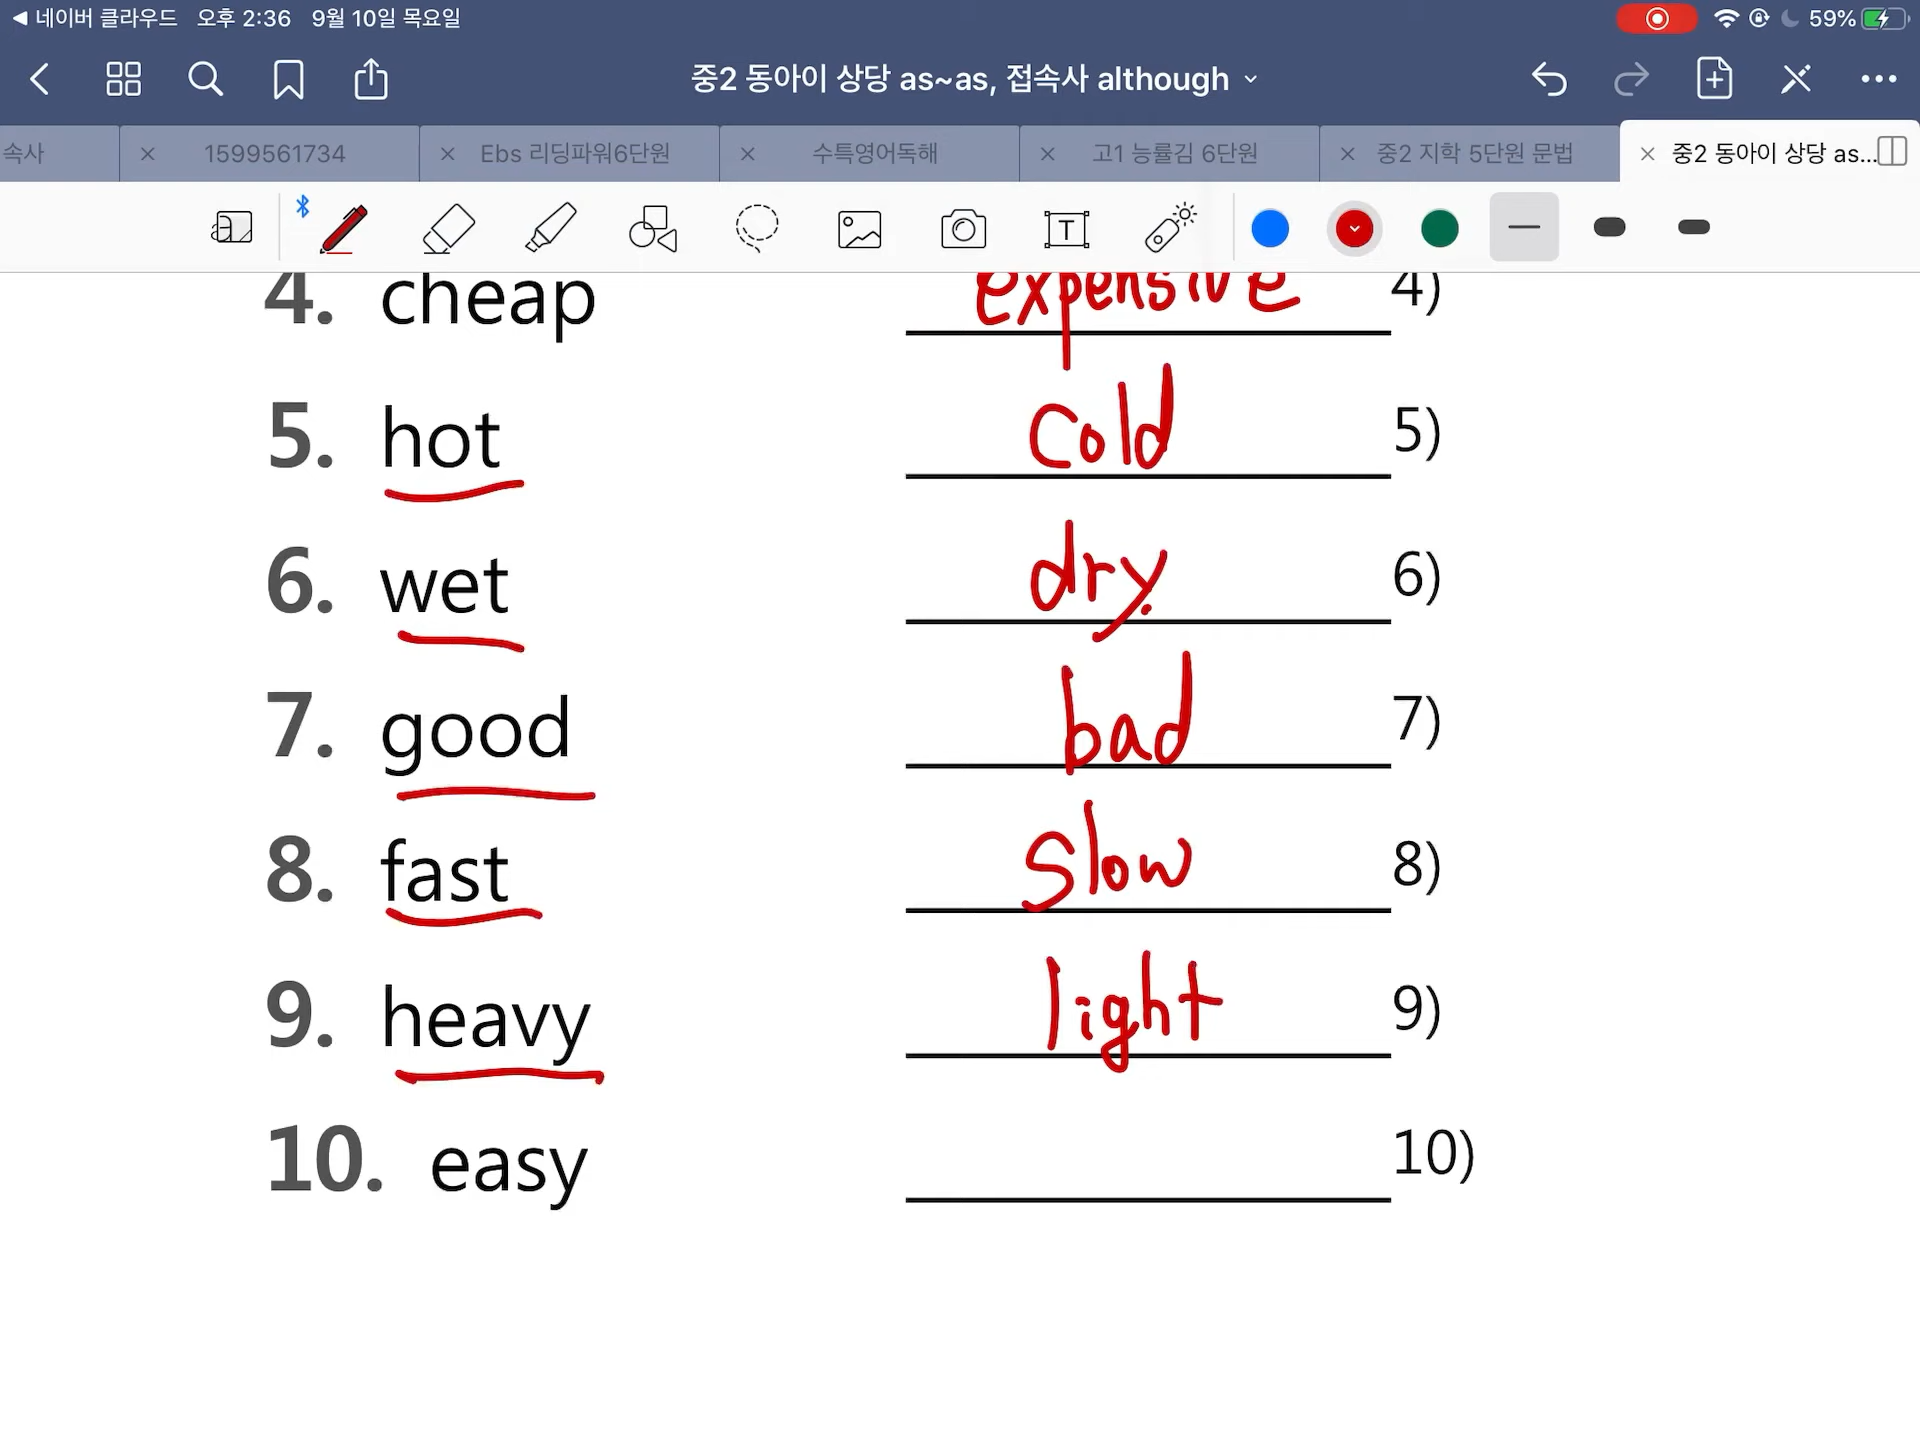 네이버 클라우드 오후 2:36 9월 10일 목요일 59%
중2 동아이 상당 as~as, 접속사 although
속사 1599561734 Ebs 리딩파워6단원 수특영어독해 고1 능률김 6단원 중2 지학 5단원 문법 중2 동아이 상당 as...
4. cheap expensive 4)
5. hot cold 5)
6. wet dry 6)
7. good bad 7)
8. fast slow 8)
9. heavy light 9)
10. easy 10)